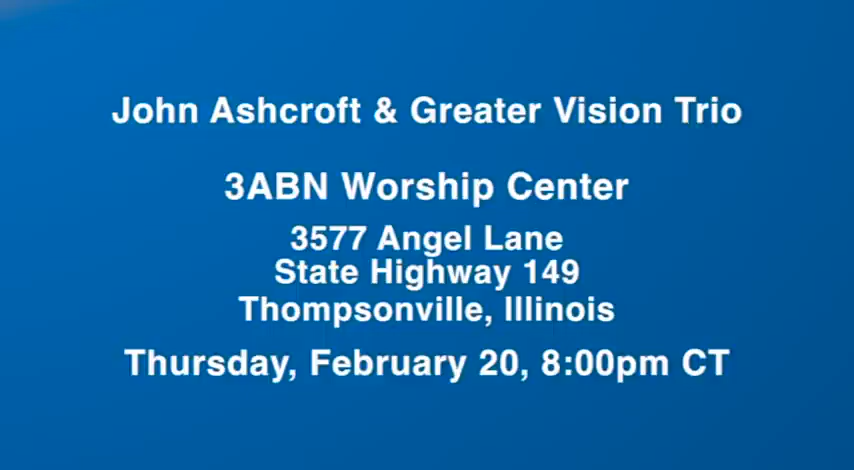 John Ashcroft & Greater Vision Trio
3ABN Worship Center
3577 Angel Lane
State Highway 149
Thompsonville, Illinois
Thursday, February 20, 8:00pm CT